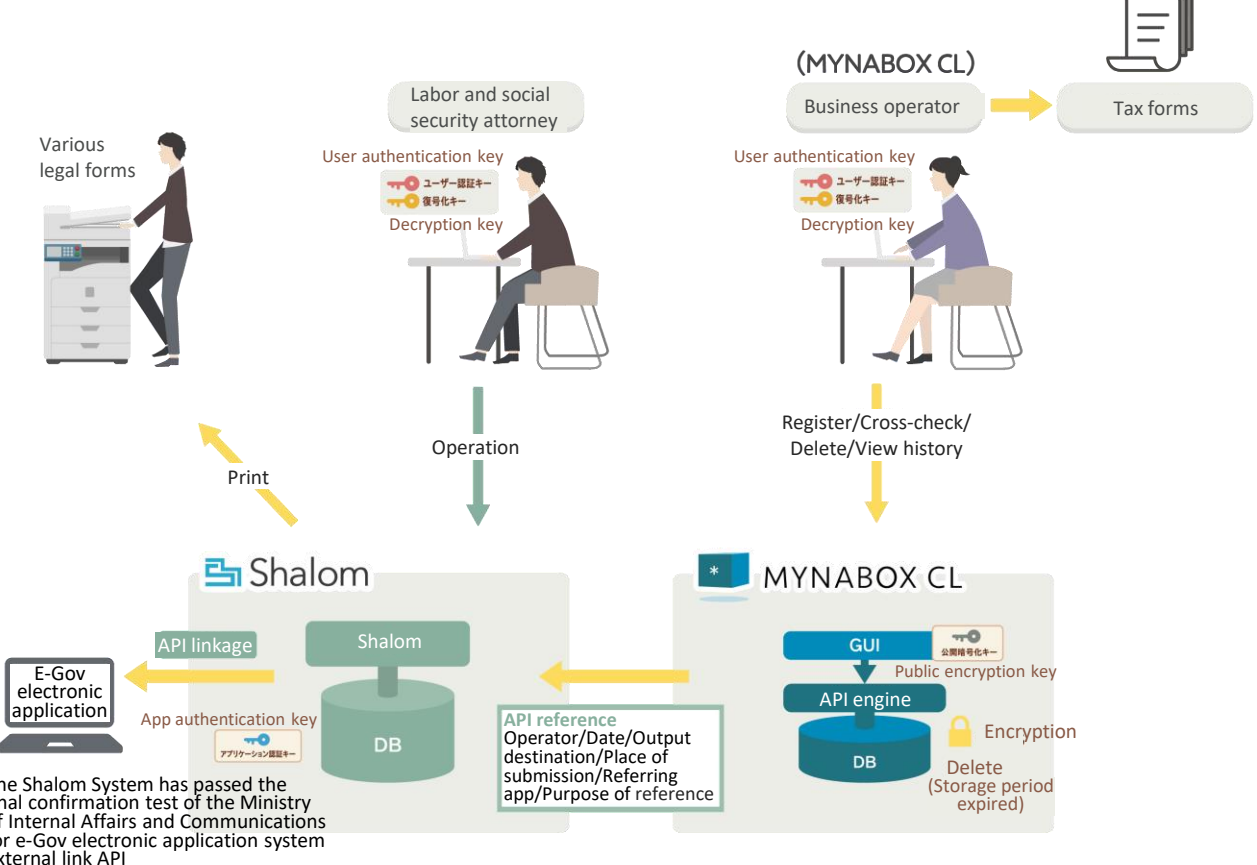 (MYNABOX CL)
Labor and social
security attorney
Business operator
Tax forms
Various
legal forms
User authentication key
ユーザー認証キー
復号化キー
Decryption key
User authentication key
ユーザー認証キー
復号化キー
Decryption key
Operation
Register/Cross-check/
Delete/View history
Print
Shalom
* MYNABOX CL
API linkage
Shalom
GUI
公開暗号化キー
Public encryption key
E-Gov
electronic
application
API engine
App authentication key
アプリケーション認証キー
DB
API reference
Operator/Date/Output
destination/Place of
submission/Referring
app/Purpose of reference
DB
Encryption
Delete
(Storage period
expired)
he Shalom System has passed the
nal confirmation test of the Ministry
f Internal Affairs and Communications
or e-Gov electronic application system
xternal link API